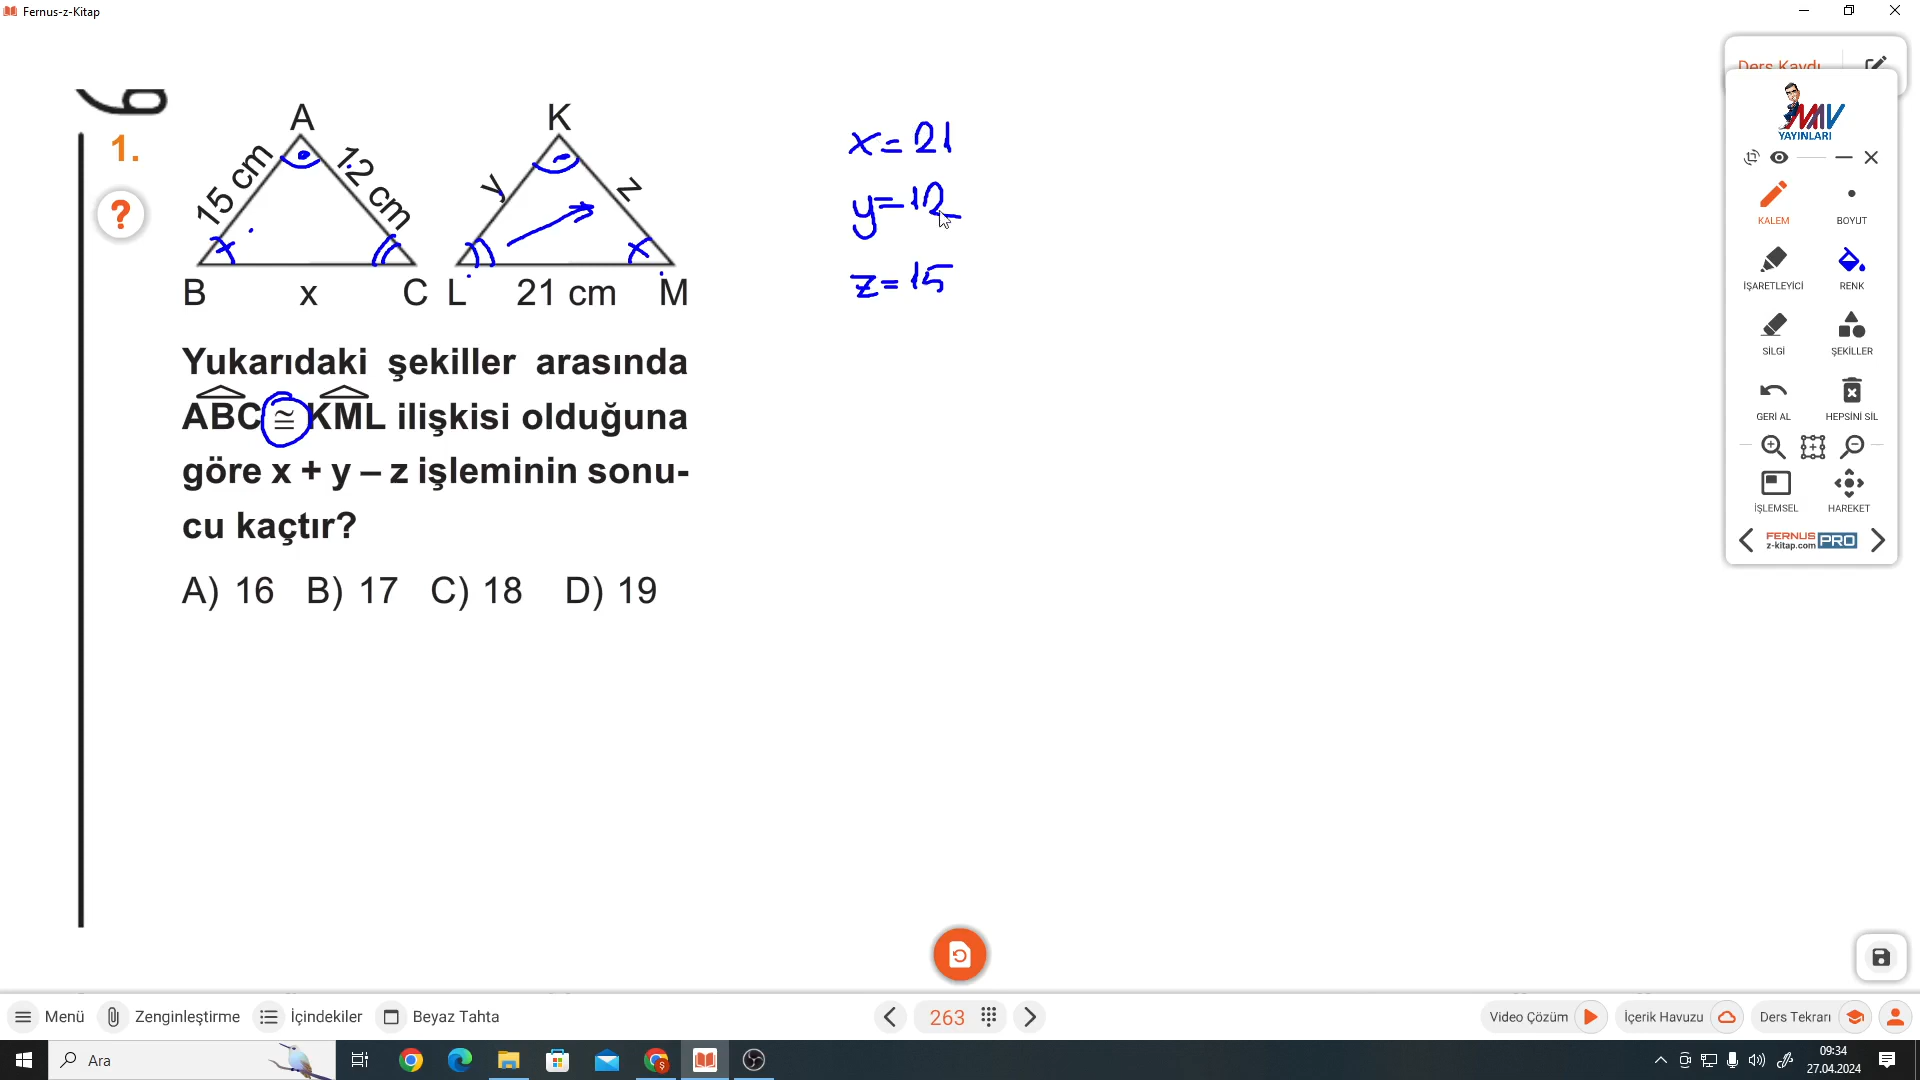 Fernus-z-Kitap
Ders Kaydı
MAV
YAYINLARI
1.
?
A
K
15 cm
12 cm
y
z
B
x
C
L
21 cm
M
x = 21
y = 12
z = 15
Yukarıdaki şekiller arasında
ABC ≅ KML ilişkisi olduğuna
göre x + y – z işleminin sonu-
cu kaçtır?
A) 16 B) 17 C) 18 D) 19
KALEM
BOYUT
İŞARETLEYİCİ
RENK
SİLGİ
ŞEKİLLER
GERİ AL
HEPSİNİ SİL
İŞLEMSEL
HAREKET
FERNUS
z-kitap.com PRO
Menü
Zenginleştirme
İçindekiler
Beyaz Tahta
263
Video Çözüm
İçerik Havuzu
Ders Tekrarı
Ara
09:34
27.04.2024